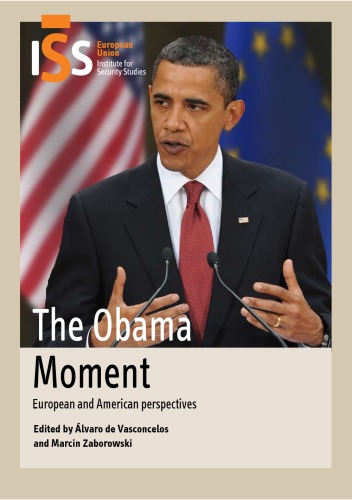 ISS
European
Union
Institute for
Security Studies
The Obama
Moment
European and American perspectives
Edited by Álvaro de Vasconcelos
and Marcin Zaborowski